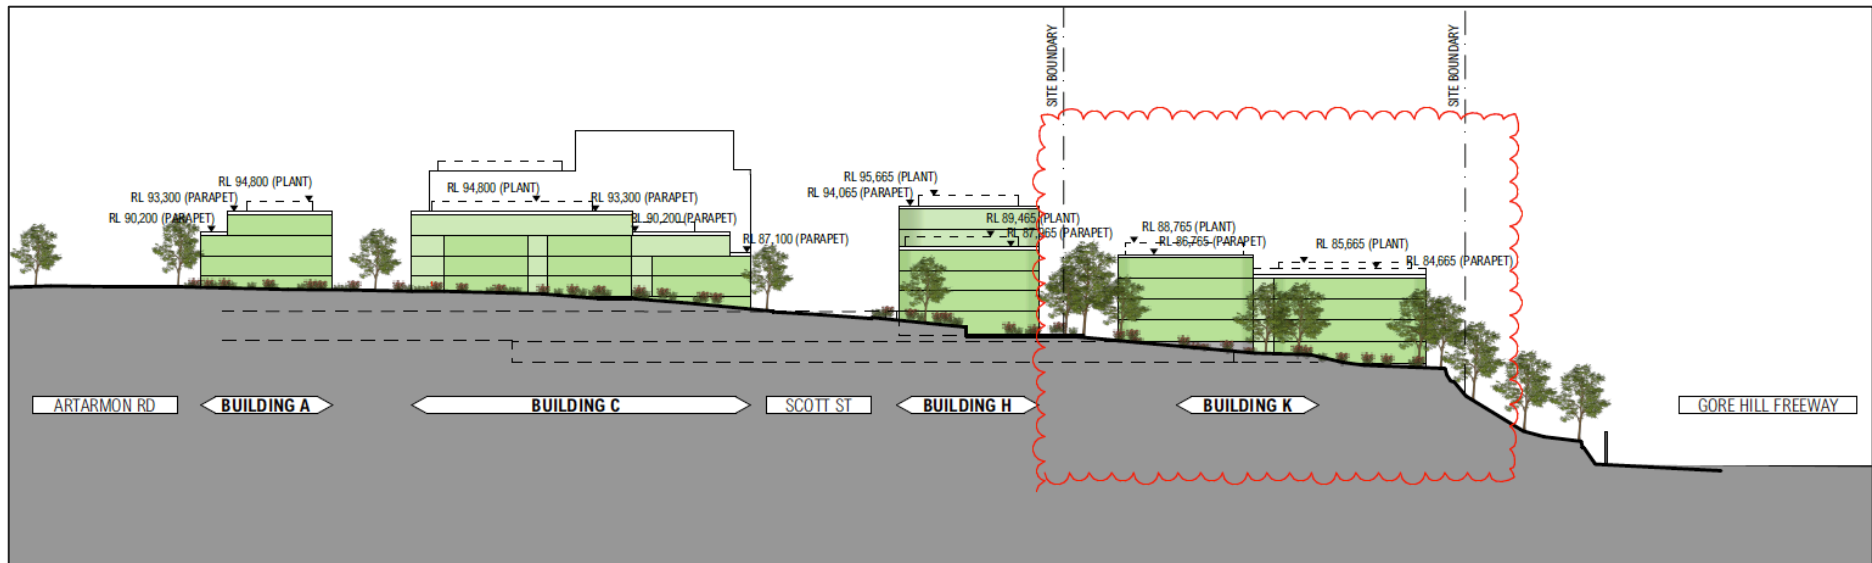 SITE BOUNDARY
SITE BOUNDARY
RL 94,800 (PLANT)
RL 93,300 (PARAPET)
RL 90,200 (PARAPET)
RL 94,800 (PLANT)
RL 93,300 (PARAPET)
RL 90,200 (PARAPET)
RL 87,100 (PARAPET)
RL 95,665 (PLANT)
RL 94,065 (PARAPET)
RL 89,465 (PLANT)
RL 87,965 (PARAPET)
RL 88,765 (PLANT)
RL 86,765 (PARAPET)
RL 85,665 (PLANT)
RL 84,665 (PARAPET)
ARTARMON RD
BUILDING A
BUILDING C
SCOTT ST
BUILDING H
BUILDING K
GORE HILL FREEWAY